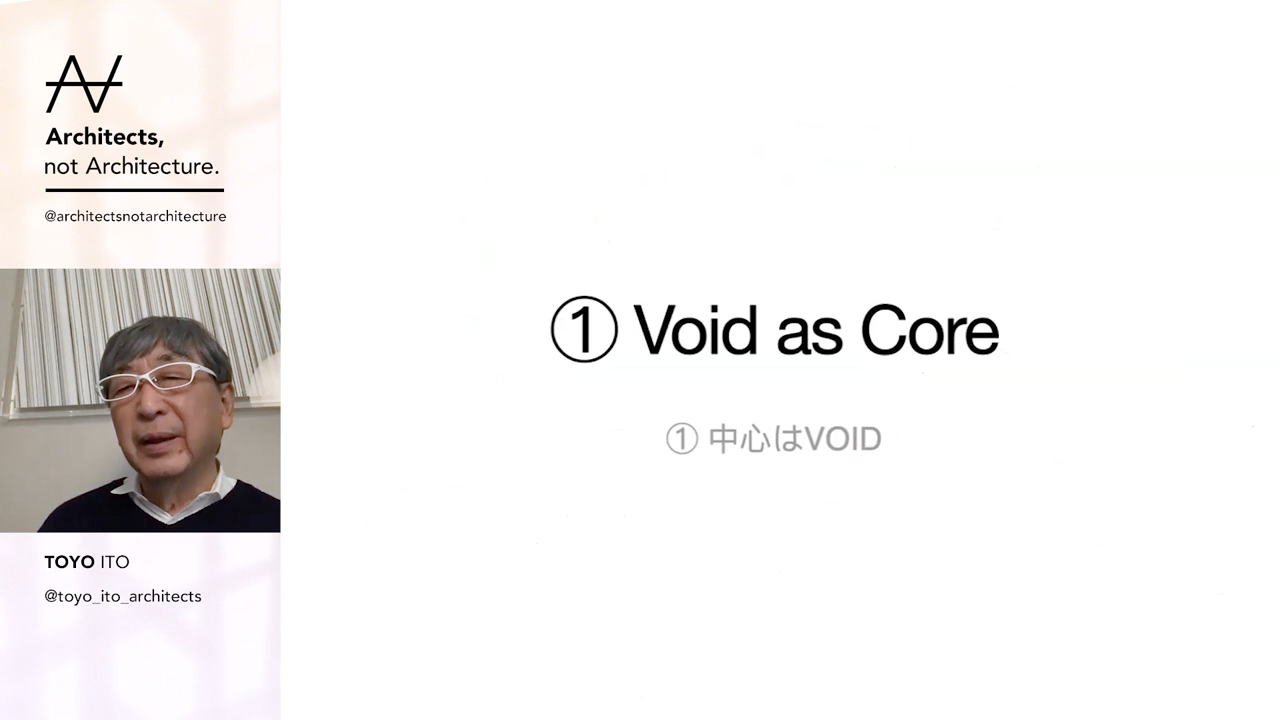 Architects,
not Architecture.
@architectsnotarchitecture
① Void as Core
① 中心はVOID
TOYO ITO
@toyo_ito_architects